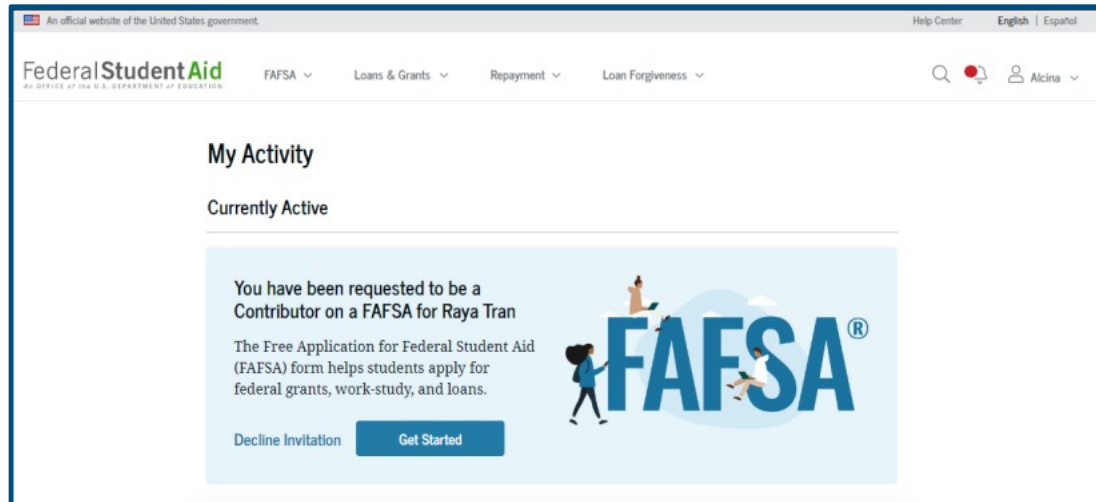 An official website of the United States government.
Help Center English | Español
Federal Student Aid
An OFFICE of the U.S. DEPARTMENT of EDUCATION
FAFSA Loans & Grants Repayment Loan Forgiveness Alcina
My Activity
Currently Active
You have been requested to be a
Contributor on a FAFSA for Raya Tran
The Free Application for Federal Student Aid
(FAFSA) form helps students apply for
federal grants, work-study, and loans.
Decline Invitation Get Started
FAFSA®